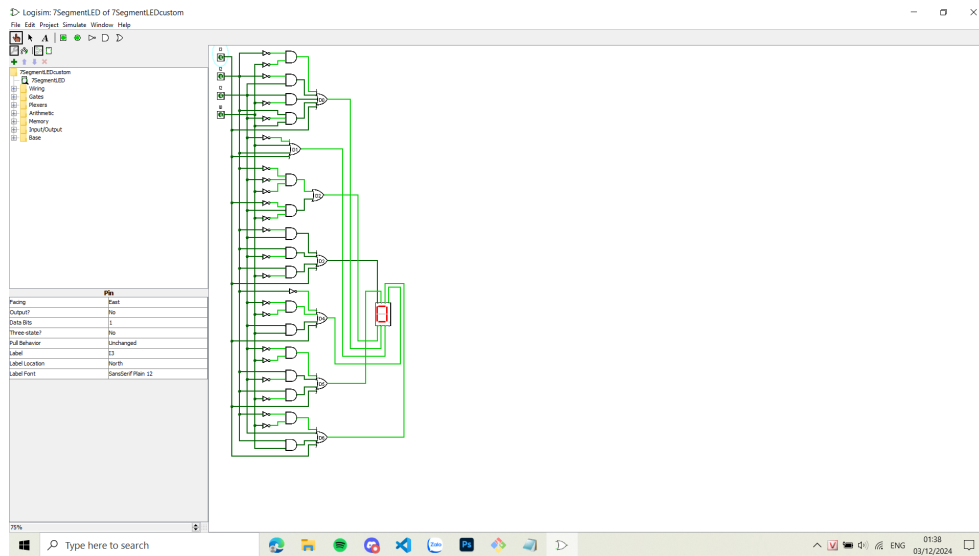 Logisim: 7SegmentLED of 7SegmentLEDcustom
File Edit Project Simulate Window Help
7SegmentLEDcustom
7SegmentLED
Wiring
Gates
Plexers
Arithmetic
Memory
Input/Output
Base
Pin
Facing East
Output? No
Data Bits 1
Three-state? No
Pull Behavior Unchanged
Label I3
Label Location North
Label Font SansSerif Plain 12
75%
Type here to search
ENG
01:38
03/12/2024